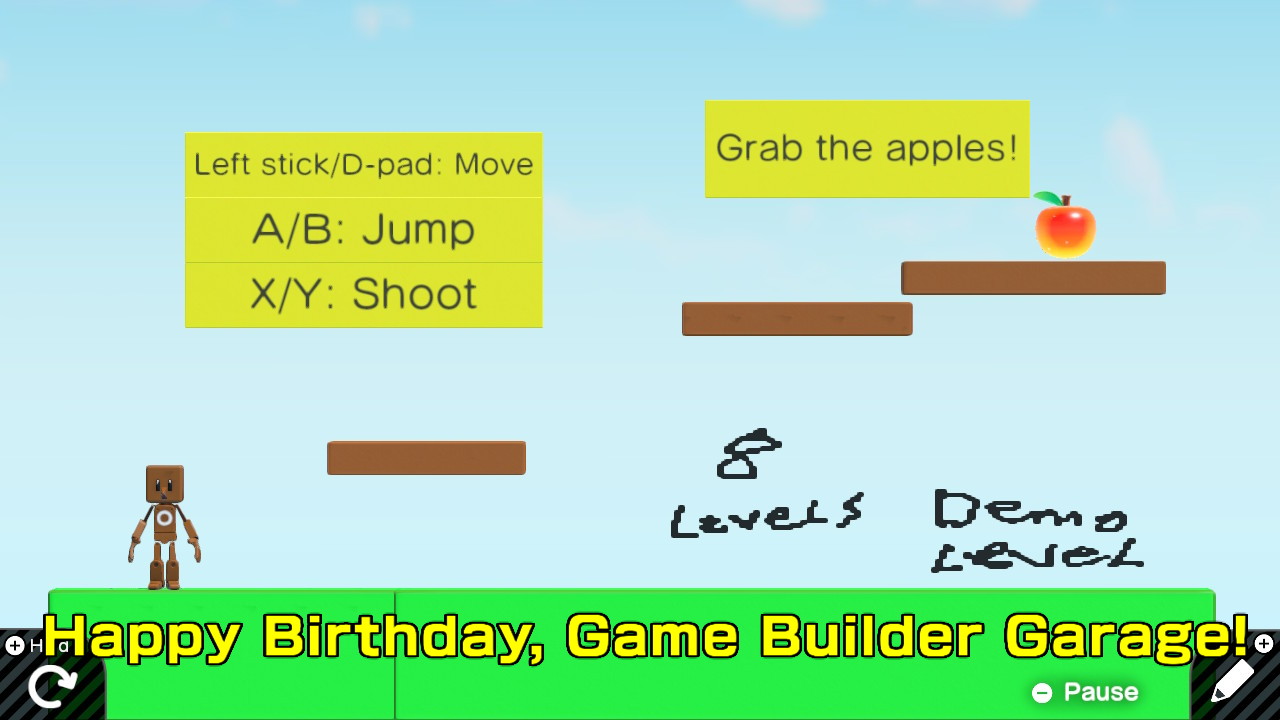 Left stick/D-pad: Move
A/B: Jump
X/Y: Shoot
Grab the apples!
8
Levels
Demo
Level
Happy Birthday, Game Builder Garage!
Pause